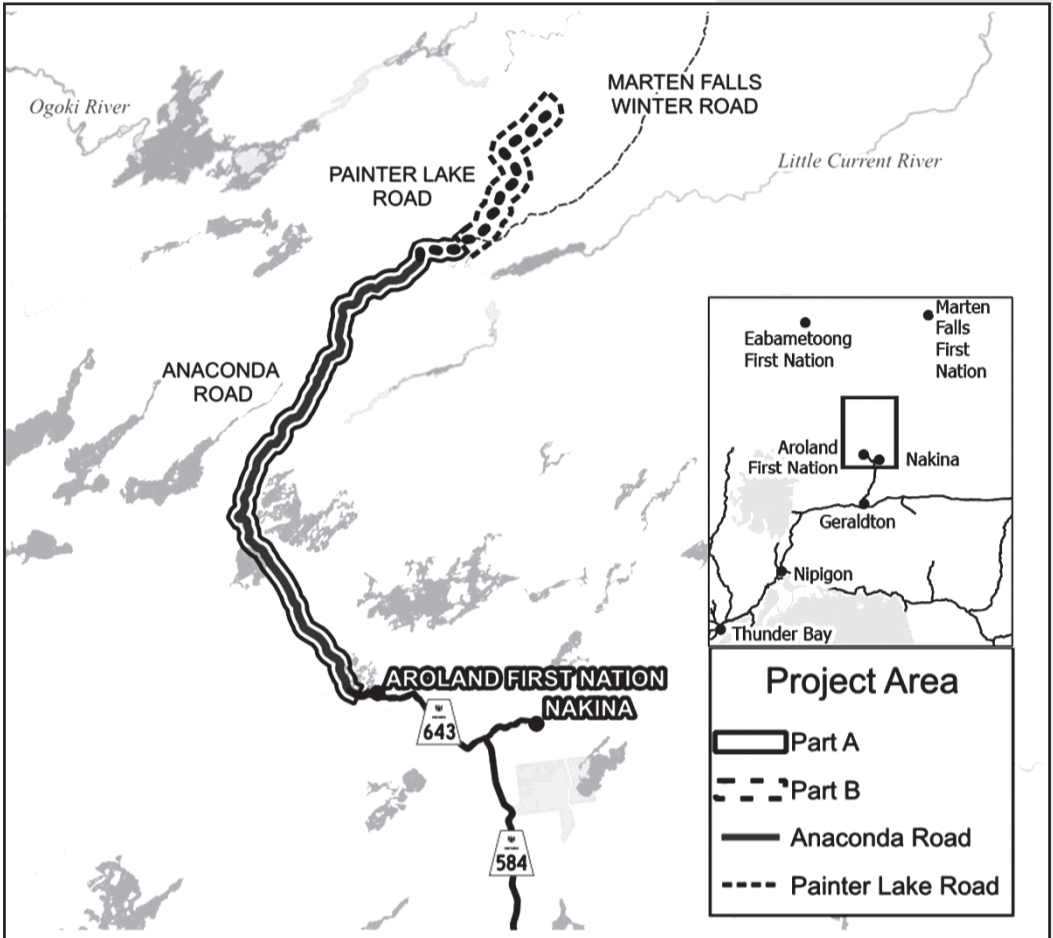 MARTEN FALLS
WINTER ROAD
Ogoki River
Little Current River
PAINTER LAKE
ROAD
ANACONDA
ROAD
AROLAND FIRST NATION
NAKINA
643
584
Marten
Falls
First
Nation
Eabametoong
First Nation
Aroland
First Nation
Nakina
Geraldton
Nipigon
Thunder Bay
Project Area
Part A
Part B
Anaconda Road
Painter Lake Road